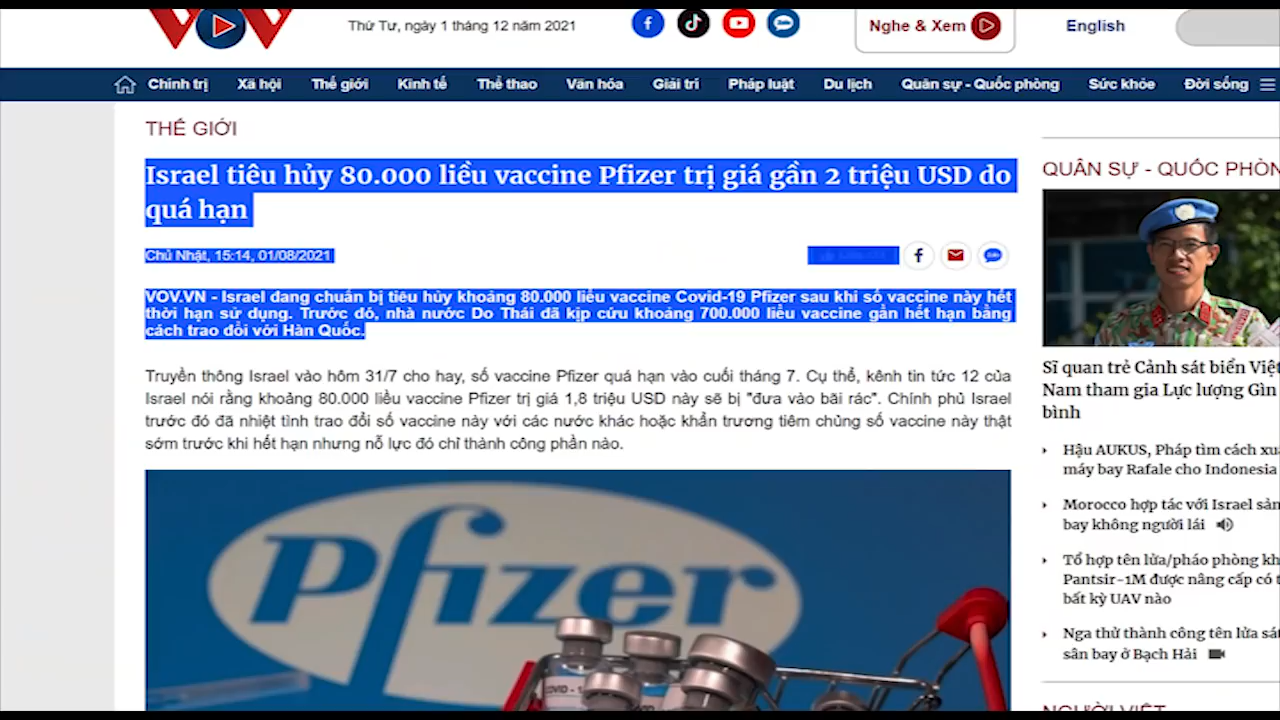 VOV
Thứ Tư, ngày 1 tháng 12 năm 2021
Nghe & Xem
English
Chính trị Xã hội Thế giới Kinh tế Thể thao Văn hóa Giải trí Pháp luật Du lịch Quân sự - Quốc phòng Sức khỏe Đời sống
THẾ GIỚI
Israel tiêu hủy 80.000 liều vaccine Pfizer trị giá gần 2 triệu USD do
quá hạn
Chủ Nhật, 15:14, 01/08/2021
VOV.VN - Israel đang chuẩn bị tiêu hủy khoảng 80.000 liều vaccine Covid-19 Pfizer sau khi số vaccine này hết
thời hạn sử dụng. Trước đó, nhà nước Do Thái đã kịp cứu khoảng 700.000 liều vaccine gần hết hạn bằng
cách trao đổi với Hàn Quốc.
Truyền thông Israel vào hôm 31/7 cho hay, số vaccine Pfizer quá hạn vào cuối tháng 7. Cụ thể, kênh tin tức 12 của
Israel nói rằng khoảng 80.000 liều vaccine Pfizer trị giá 1,8 triệu USD này sẽ bị "đưa vào bãi rác". Chính phủ Israel
trước đó đã nhiệt tình trao đổi số vaccine này với các nước khác hoặc khẩn trương tiêm chủng số vaccine này thật
sớm trước khi hết hạn nhưng nỗ lực đó chỉ thành công phần nào.
Pfizer
QUÂN SỰ - QUỐC PHÒN
Sĩ quan trẻ Cảnh sát biển Việt
Nam tham gia Lực lượng Gìn
bình
Hậu AUKUS, Pháp tìm cách xu
máy bay Rafale cho Indonesia
Morocco hợp tác với Israel sản
bay không người lái
Tổ hợp tên lửa/pháo phòng kh
Pantsir-1M được nâng cấp có t
bất kỳ UAV nào
Nga thử thành công tên lửa
sân bay ở Bạch Hải
NGƯỜI VIỆT